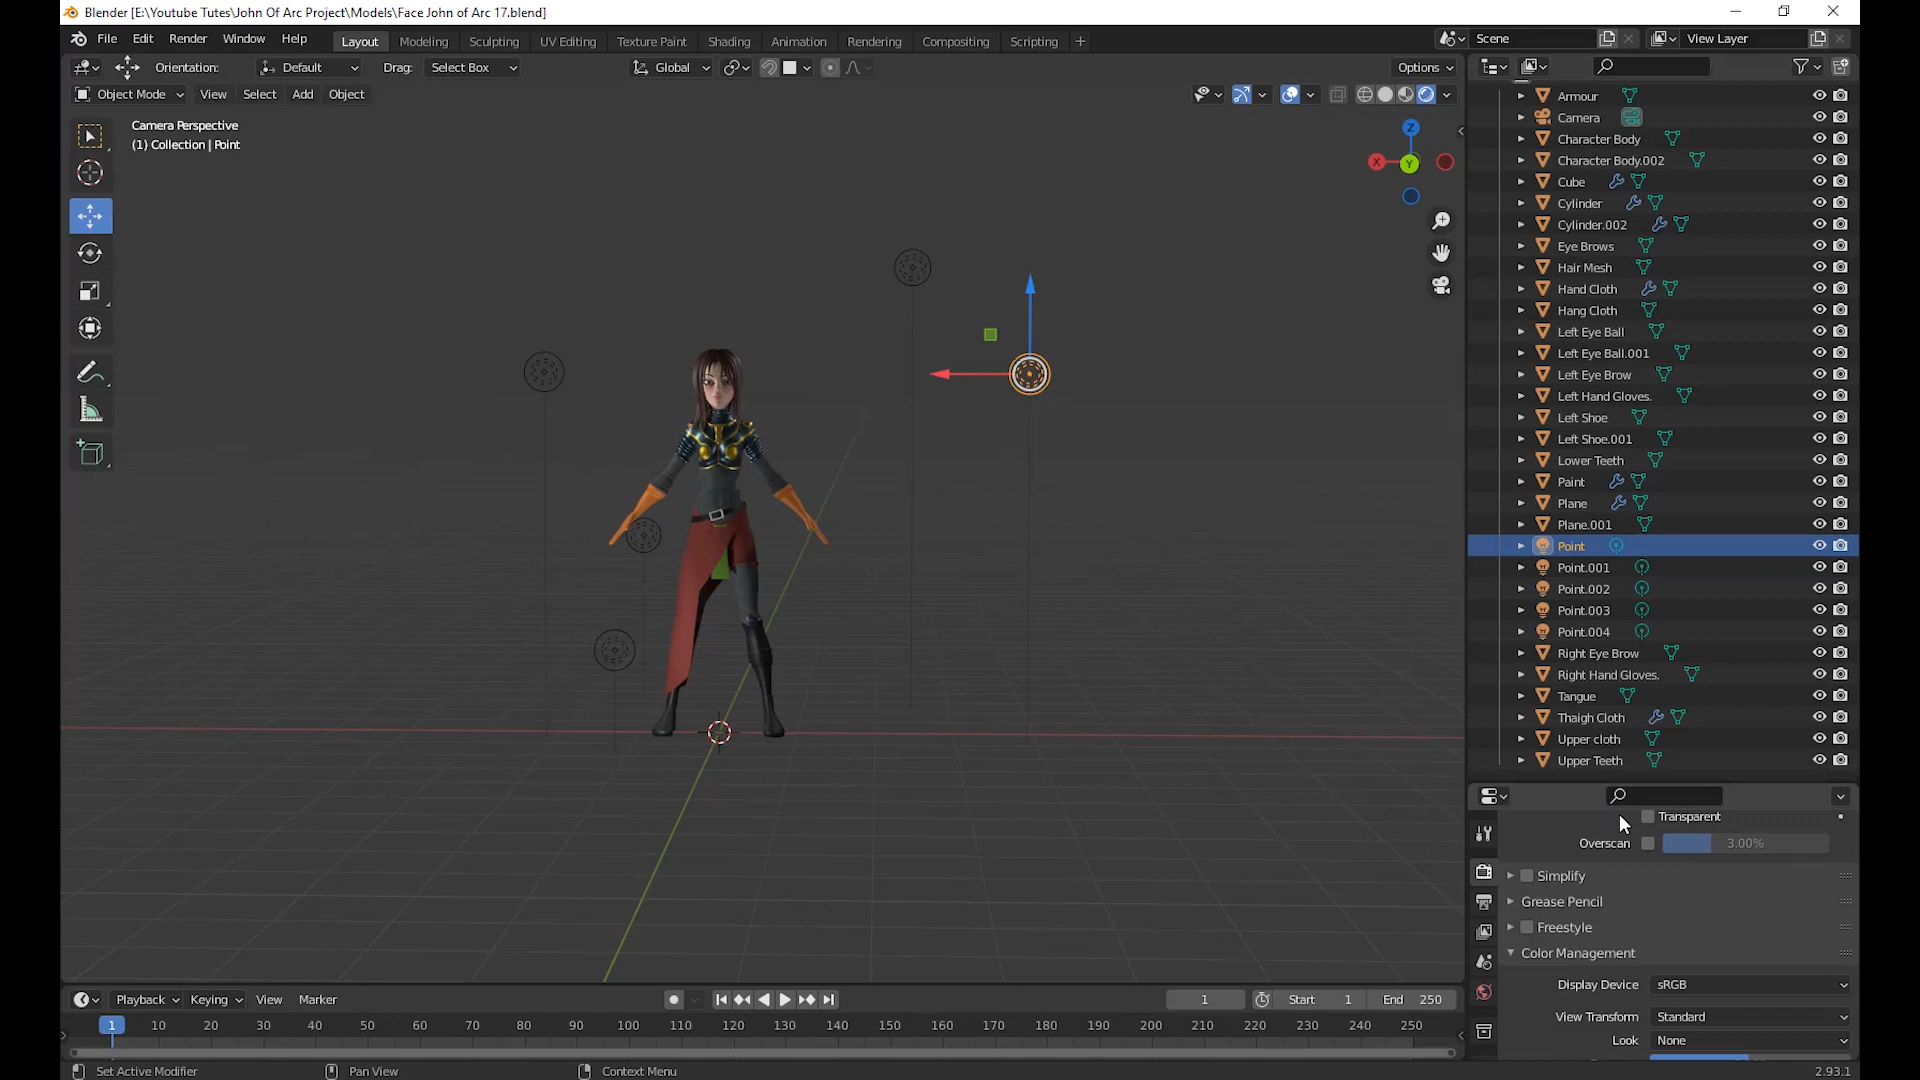 Blender [E:\Youtube Tutes\John Of Arc Project\Models\Face John of Arc 17.blend]
File Edit Render Window Help Layout Modeling Sculpting UV Editing Texture Paint Shading Animation Rendering Compositing Scripting + Scene View Layer
Orientation: Default Drag: Select Box Global Options
Object Mode View Select Add Object
Camera Perspective
(1) Collection | Point
Z
X
Y
Armour
Camera
Character Body
Character Body.002
Cube
Cylinder
Cylinder.002
Eye Brows
Hair Mesh
Hand Cloth
Hang Cloth
Left Eye Ball
Left Eye Ball.001
Left Eye Brow
Left Hand Gloves.
Left Shoe
Left Shoe.001
Lower Teeth
Paint
Plane
Plane.001
Point
Point.001
Point.002
Point.003
Point.004
Right Eye Brow
Right Hand Gloves.
Tangue
Thaigh Cloth
Upper cloth
Upper Teeth
Transparent
Overscan 3.00%
Simplify
Grease Pencil
Freestyle
Color Management
Display Device sRGB
View Transform Standard
Look None
Playback Keying View Marker 1 Start 1 End 250
1 10 20 30 40 50 60 70 80 90 100 110 120 130 140 150 160 170 180 190 200 210 220 230 240 250
Set Active Modifier Pan View Context Menu 2.93.1